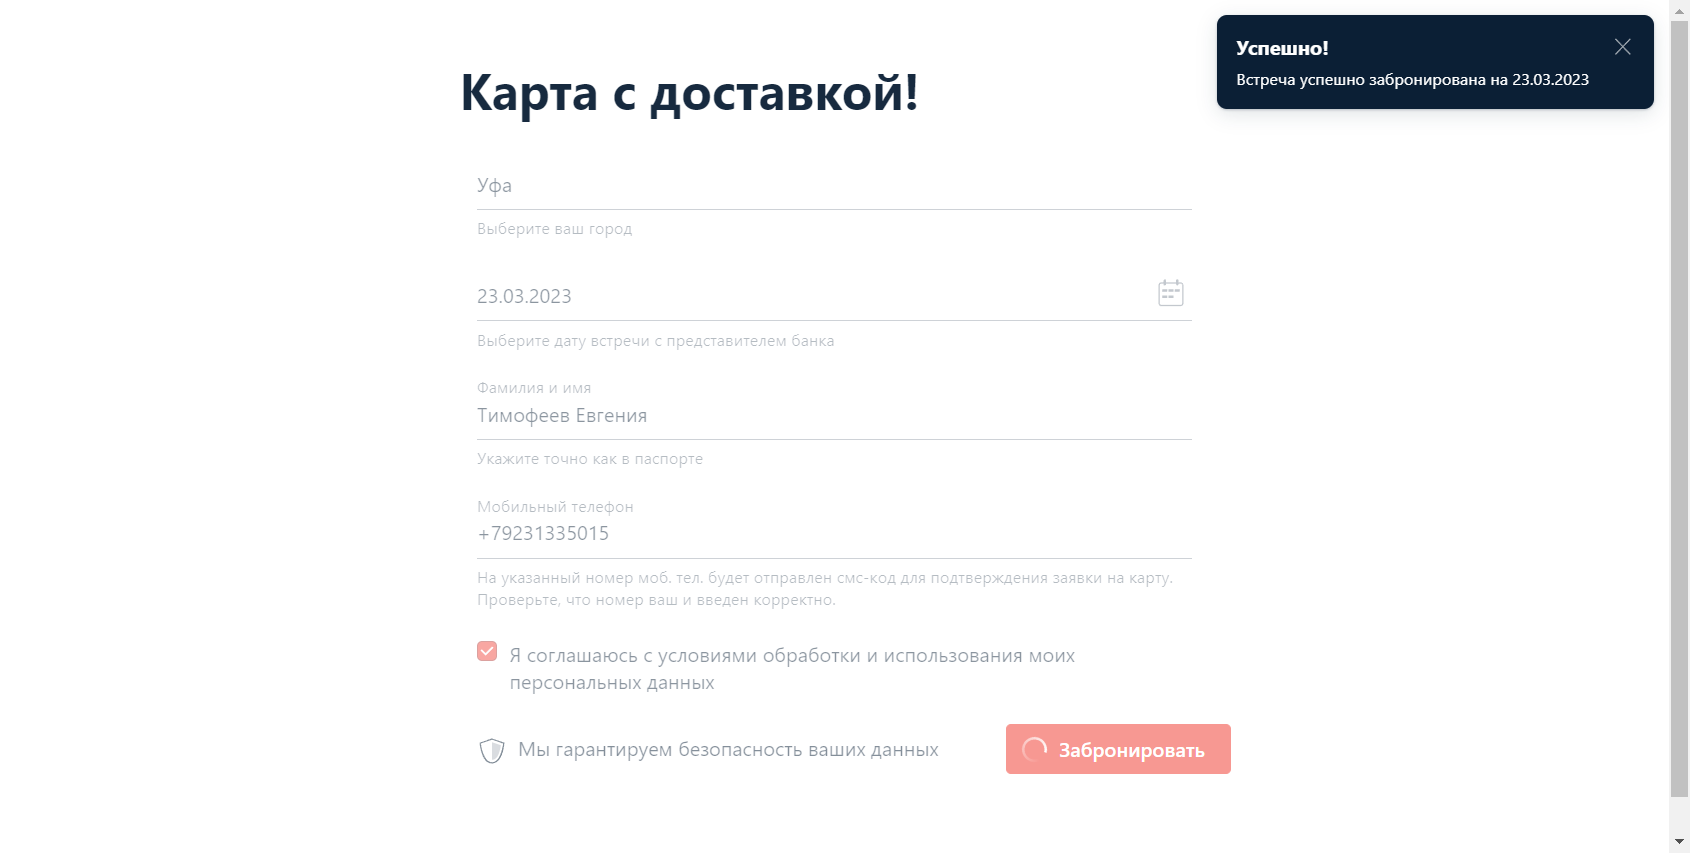 Успешно!
Встреча успешно забронирована на 23.03.2023
Карта с доставкой!
Уфа
Выберите ваш город
23.03.2023
Выберите дату встречи с представителем банка
Фамилия и имя
Тимофеев Евгения
Укажите точно как в паспорте
Мобильный телефон
+79231335015
На указанный номер моб. тел. будет отправлен смс-код для подтверждения заявки на карту.
Проверьте, что номер ваш и введен корректно.
Я соглашаюсь с условиями обработки и использования моих
персональных данных
Мы гарантируем безопасность ваших данных
Забронировать